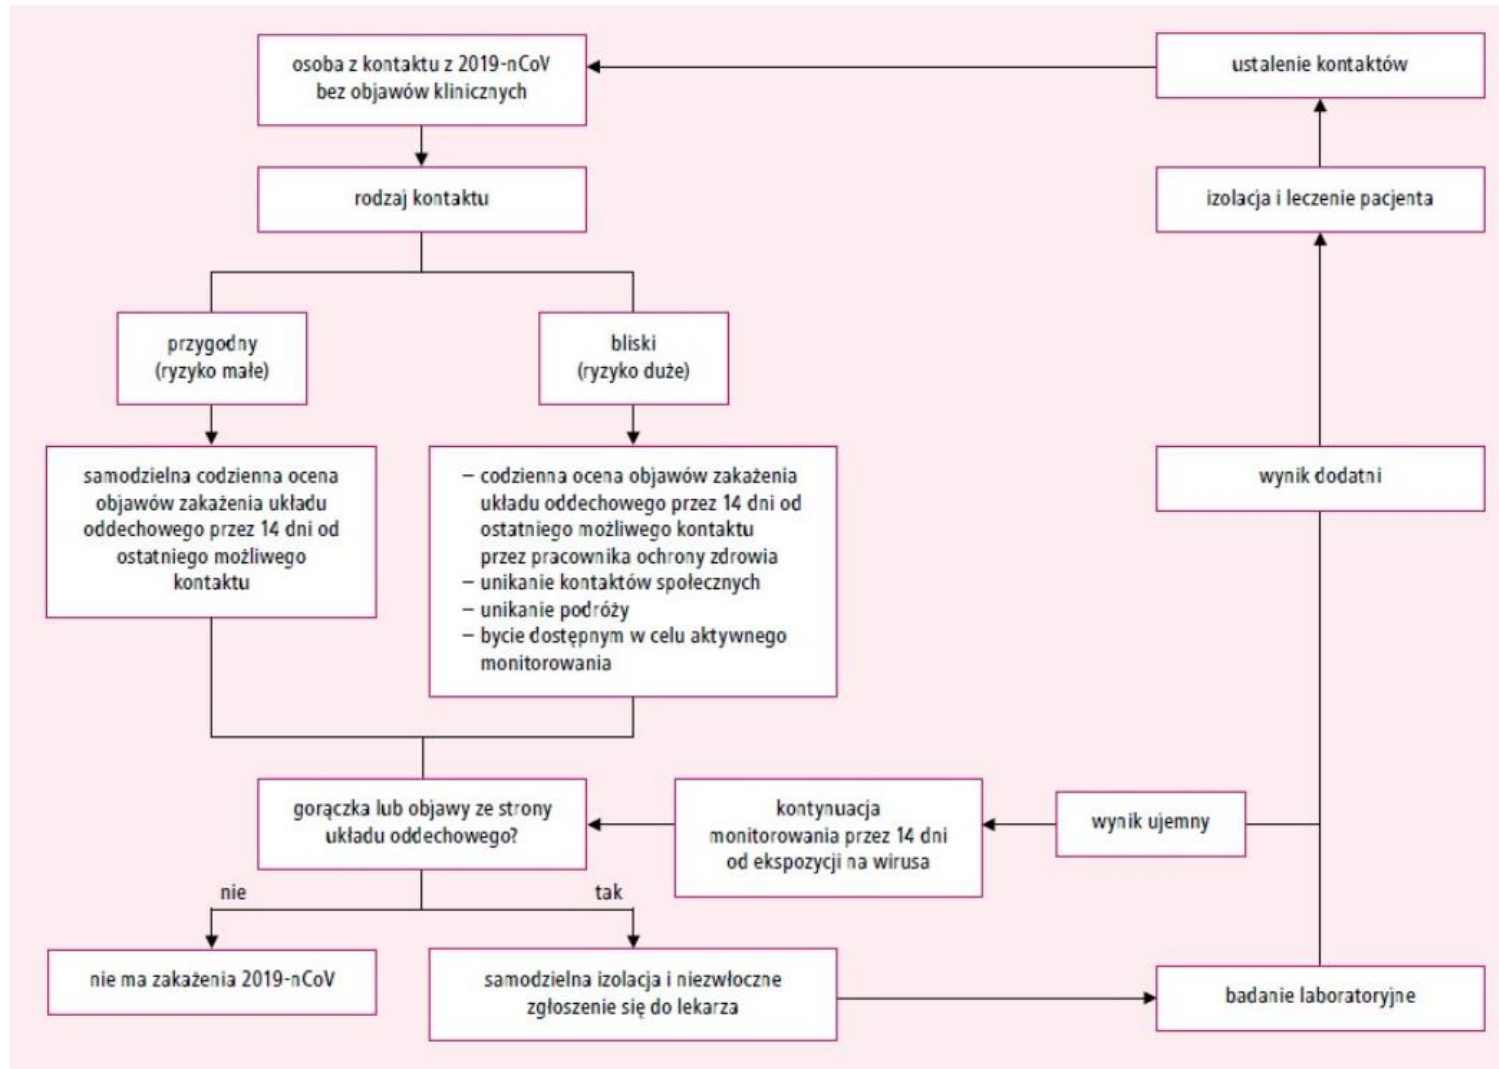 osoba z kontaktu z 2019-nCoV
bez objawów klinicznych
ustalenie kontaktów
rodzaj kontaktu
izolacja i leczenie pacjenta
przygodny
(ryzyko małe)
bliski
(ryzyko duże)
samodzielna codzienna ocena
objawów zakażenia układu
oddechowego przez 14 dni od
ostatniego możliwego
kontaktu
– codzienna ocena objawów zakażenia
układu oddechowego przez 14 dni od
ostatniego możliwego kontaktu
przez pracownika ochrony zdrowia
– unikanie kontaktów społecznych
– unikanie podróży
– bycie dostępnym w celu aktywnego
monitorowania
wynik dodatni
gorączka lub objawy ze strony
układu oddechowego?
kontynuacja
monitorowania przez 14 dni
od ekspozycji na wirusa
wynik ujemny
nie
tak
nie ma zakażenia 2019-nCoV
samodzielna izolacja i niezwłoczne
zgłoszenie się do lekarza
badanie laboratoryjne